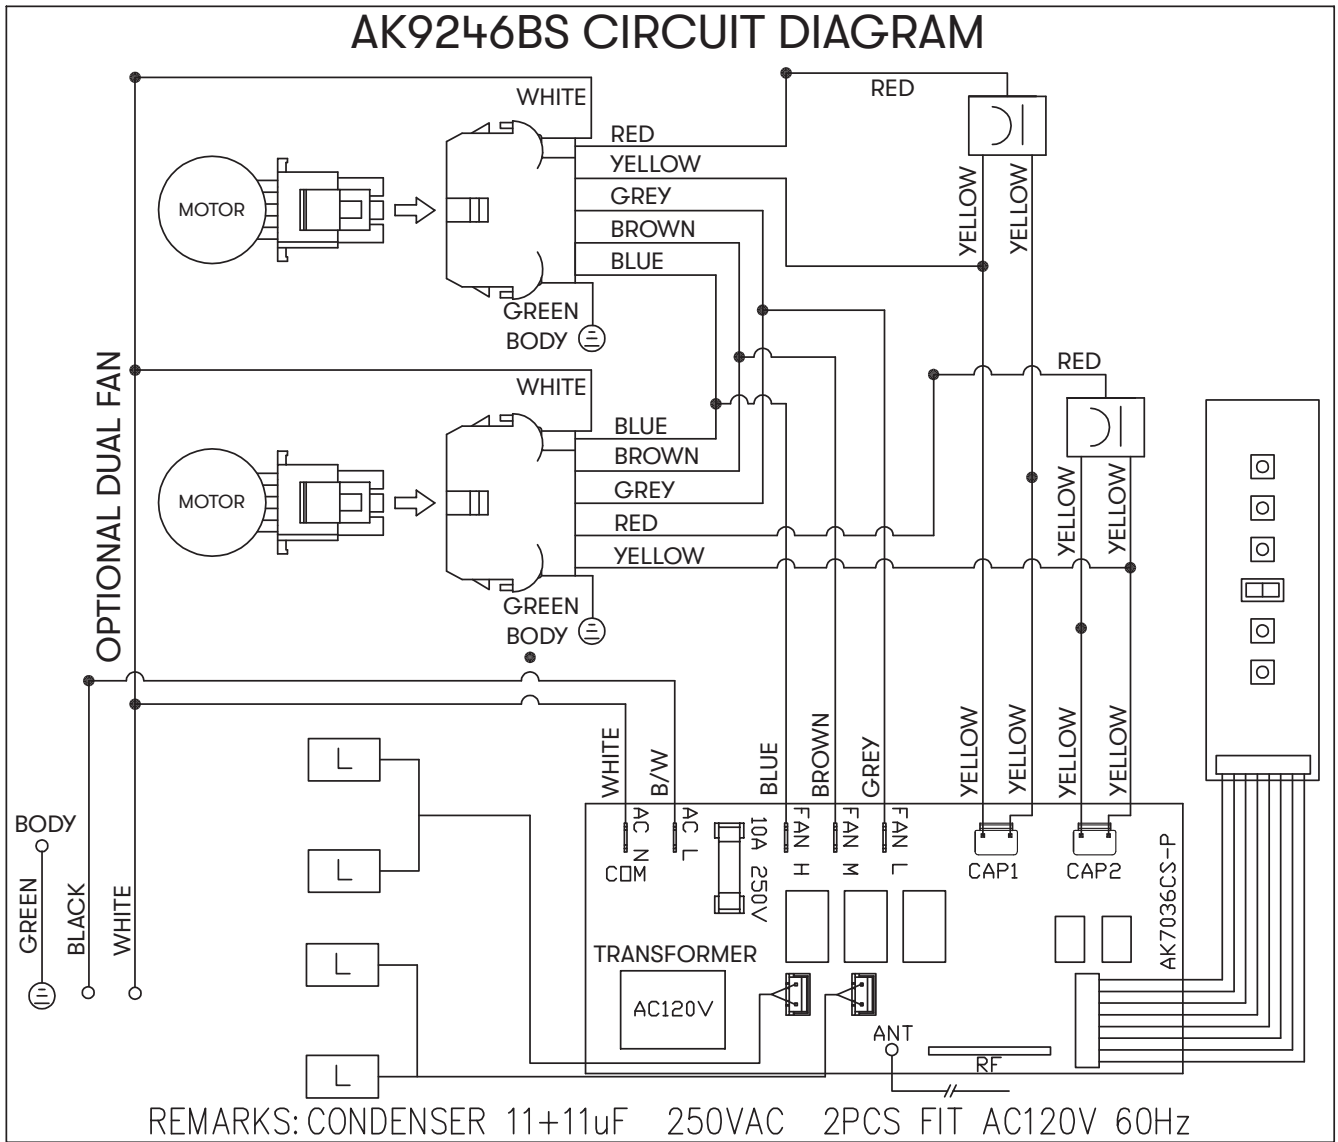 AK9246BS CIRCUIT DIAGRAM
WHITE
RED
RED
YELLOW
GREY
BROWN
BLUE
MOTOR
GREEN
BODY
YELLOW
YELLOW
OPTIONAL DUAL FAN
WHITE
RED
BLUE
BROWN
GREY
RED
YELLOW
MOTOR
GREEN
BODY
YELLOW
YELLOW
WHITE
B/W
BLUE
BROWN
GREY
YELLOW
YELLOW
YELLOW
YELLOW
L
L
L
L
BODY
GREEN
BLACK
WHITE
AC N
COM
AC L
10A 250V
FAN H
FAN M
FAN L
CAP1
CAP2
AK7036CS-P
TRANSFORMER
AC120V
ANT
RF
REMARKS: CONDENSER 11+11uF 250VAC 2PCS FIT AC120V 60Hz